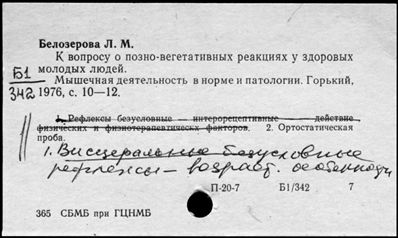 Белозерова Л. М.
К вопросу о позно-вегетативных реакциях у здоровых
молодых людей.
Мышечная деятельность в норме и патологии. Горький,
1976, с. 10—12.
Б1
342
1. Рефлексы безусловные — интерорецептивные — действие
физических и физиотерапевтическх факторов. 2. Ортостатическая
проба.
1. Висцеральные безусловные
рефлексы — возраст. особенности
П-20-7 Б1/342 7
365 СБМБ при ГЦНМБ